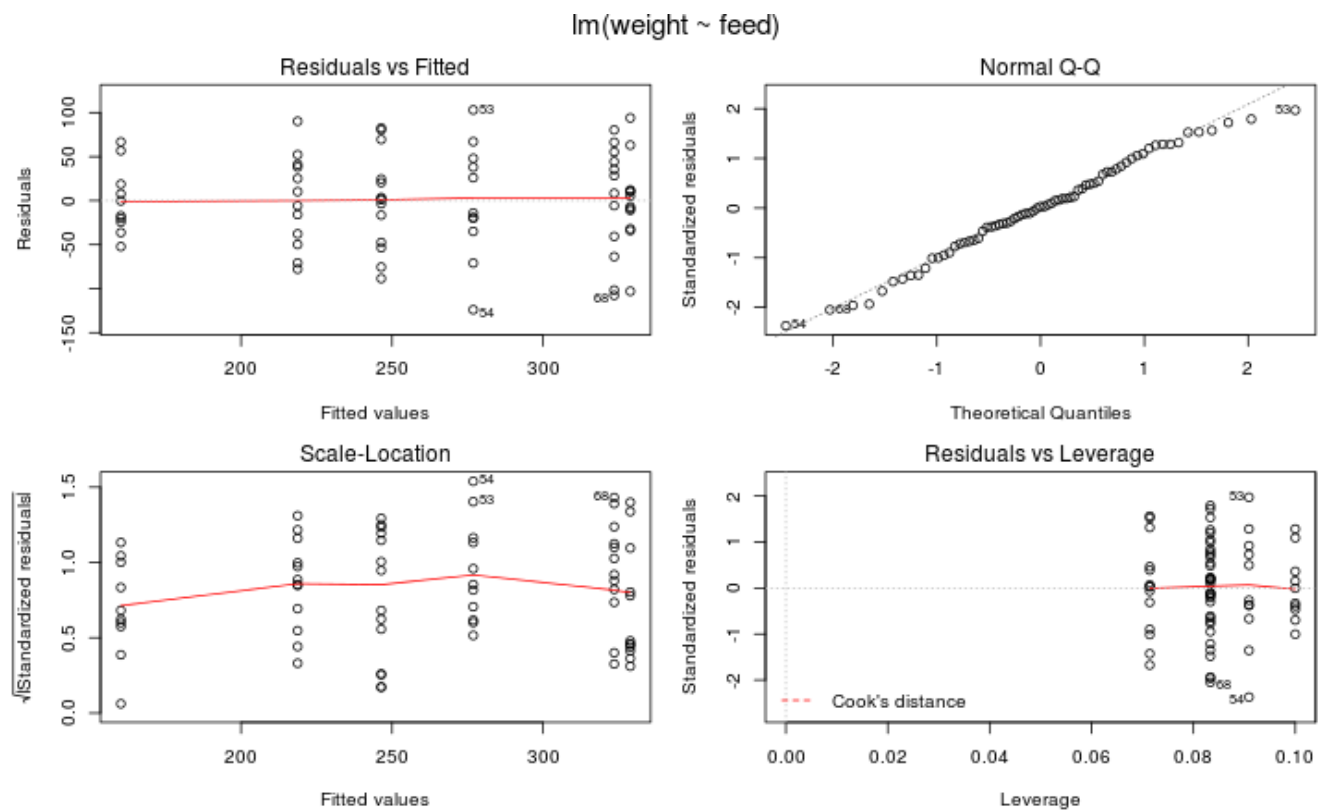 lm(weight ~ feed)
Residuals vs Fitted
Residuals
100
50
0
-50
-150
53
54
68
200 250 300
Fitted values
Normal Q-Q
Standardized residuals
2
1
0
-1
-2
53
68
54
-2 -1 0 1 2
Theoretical Quantiles
Scale-Location
√|Standardized residuals|
1.5
1.0
0.5
0.0
54
53
68
200 250 300
Fitted values
Residuals vs Leverage
Standardized residuals
2
1
0
-1
-2
53
68
54
Cook's distance
0.00 0.02 0.04 0.06 0.08 0.10
Leverage